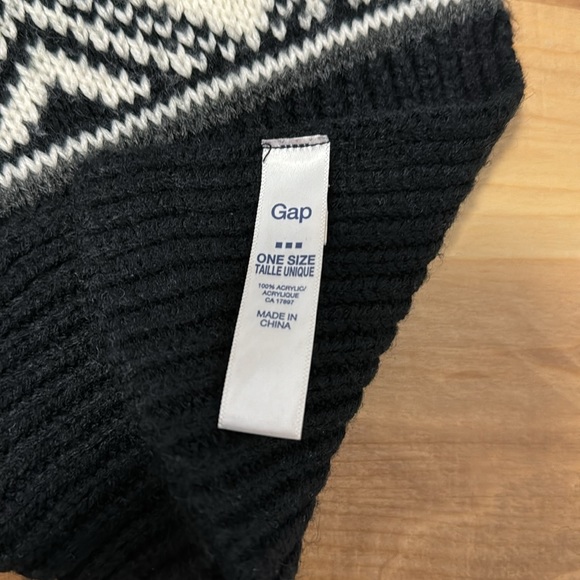 Gap
ONE SIZE
TAILLE UNIQUE
100% ACRYLIC/
ACRYLIQUE
CA 17897
MADE IN
CHINA